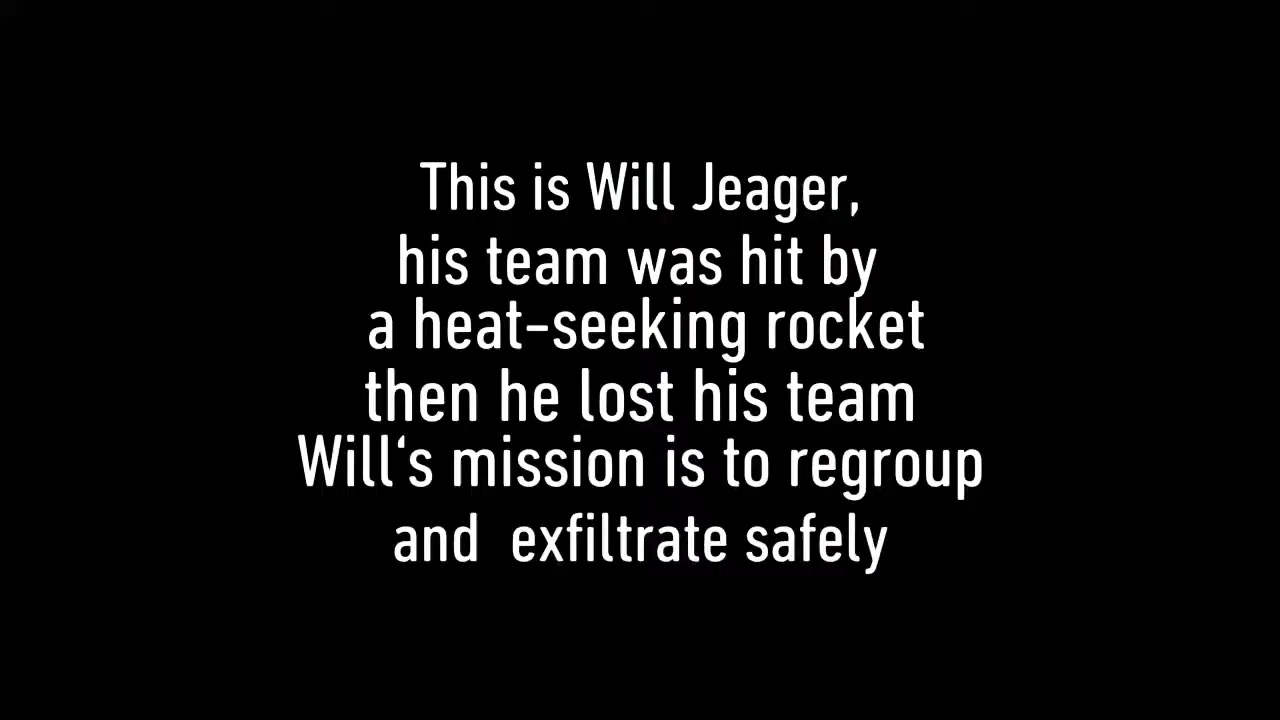 This is Will Jeager,
his team was hit by
a heat-seeking rocket
then he lost his team
Will‘s mission is to regroup
and  exfiltrate safely